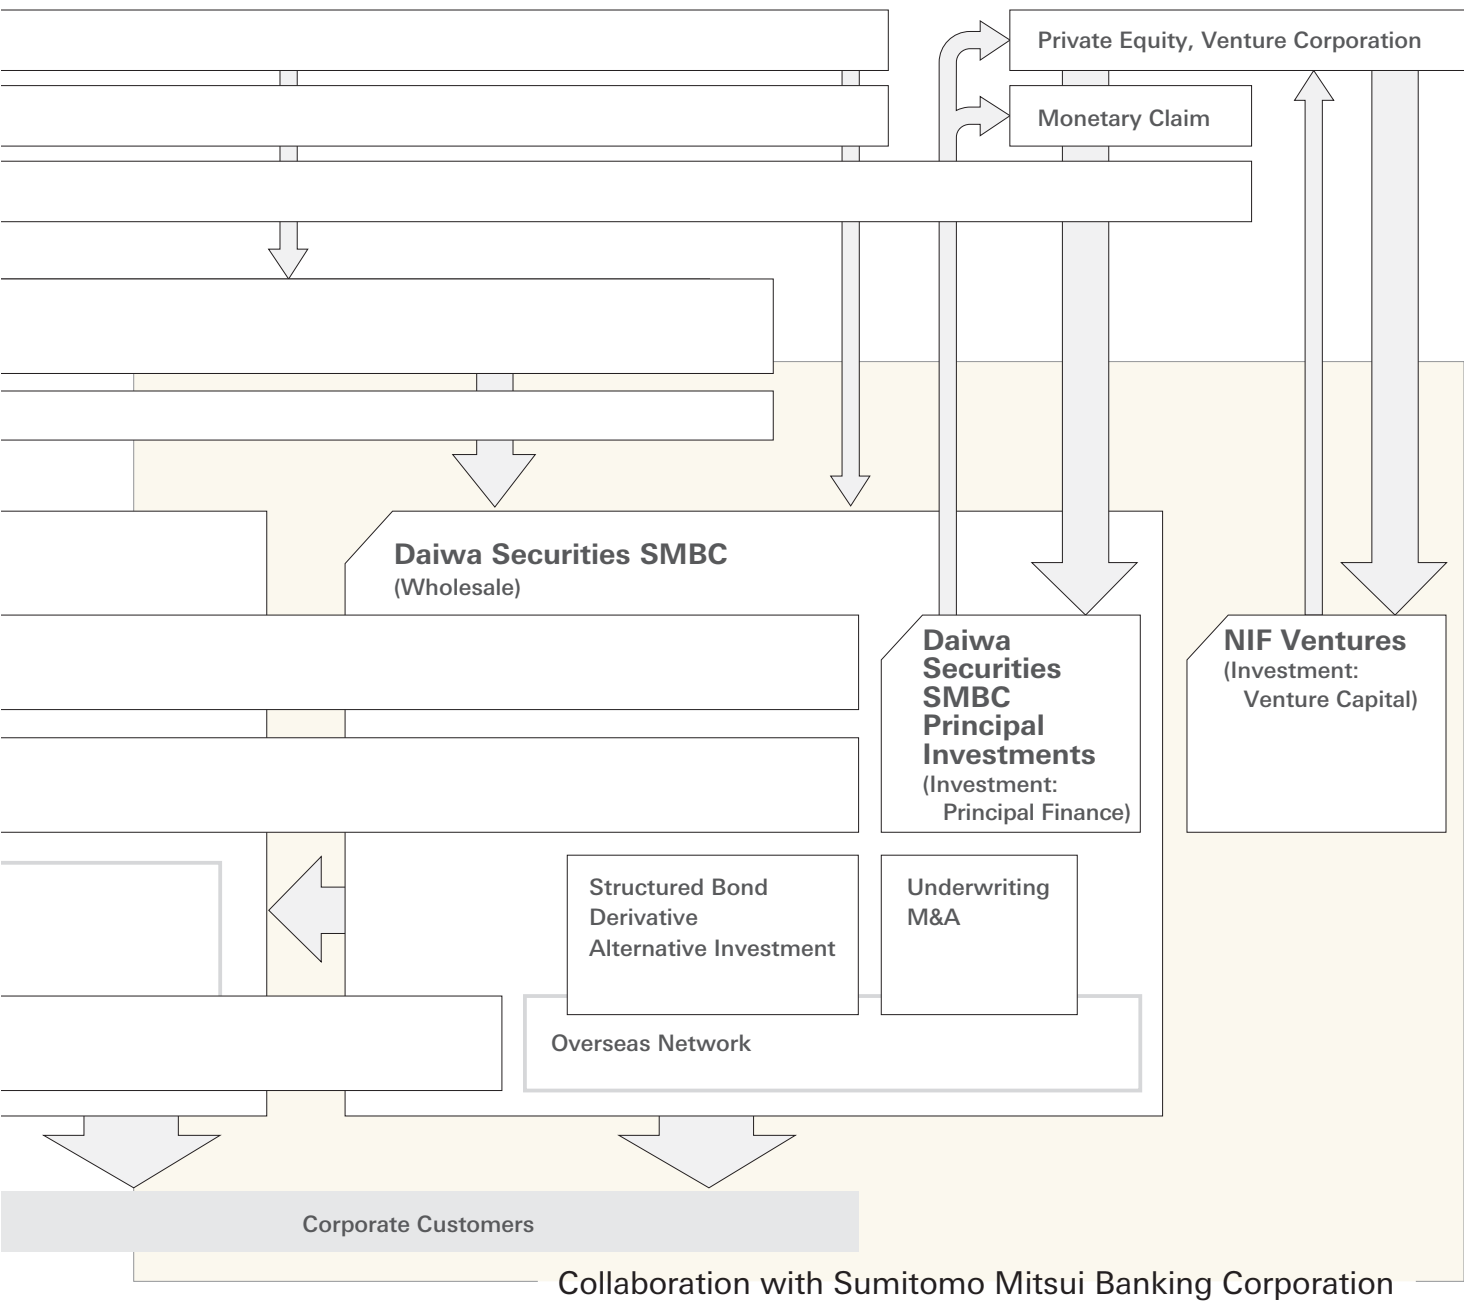 Private Equity, Venture Corporation
Monetary Claim
Daiwa Securities SMBC
(Wholesale)
Daiwa
Securities
SMBC
Principal
Investments
(Investment:
Principal Finance)
NIF Ventures
(Investment:
Venture Capital)
Structured Bond
Derivative
Alternative Investment
Underwriting
M&A
Overseas Network
Corporate Customers
Collaboration with Sumitomo Mitsui Banking Corporation